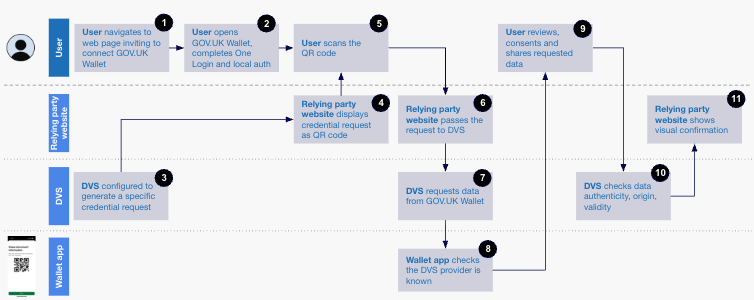 User
1
User navigates to
web page inviting to
connect GOV.UK
Wallet
2
User opens
GOV.UK Wallet,
completes One
Login and local auth
5
User scans the
QR code
9
User reviews,
consents and
shares requested
data
Relying party
website
4
Relying party
website displays
credential request
as QR code
6
Relying party
website passes the
request to DVS
11
Relying party
website shows
visual confirmation
DVS
3
DVS configured to
generate a specific
credential request
7
DVS requests data
from GOV.UK Wallet
10
DVS checks data
authenticity, origin,
validity
Wallet app
8
Wallet app checks
the DVS provider is
known